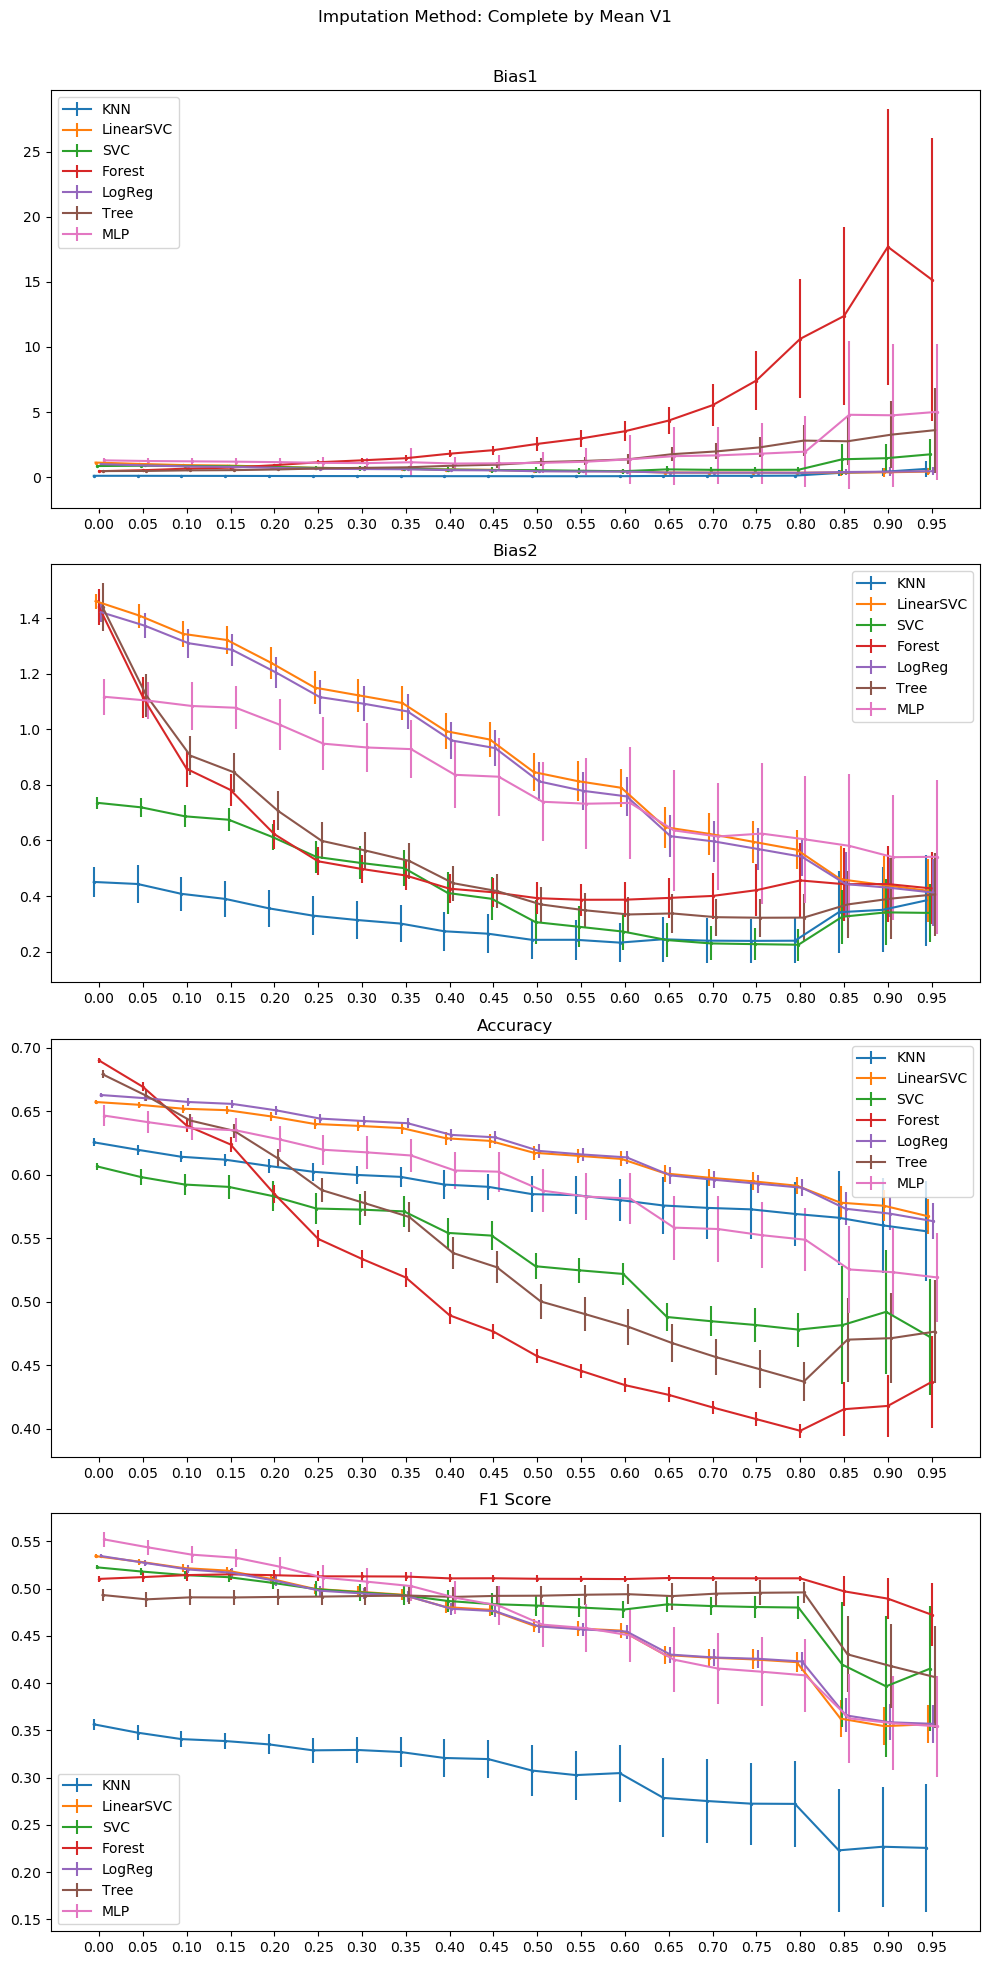 Imputation Method: Complete by Mean V1
Bias1
KNN
LinearSVC
SVC
Forest
LogReg
Tree
MLP
25
20
15
10
5
0
0.00 0.05 0.10 0.15 0.20 0.25 0.30 0.35 0.40 0.45 0.50 0.55 0.60 0.65 0.70 0.75 0.80 0.85 0.90 0.95
Bias2
KNN
LinearSVC
SVC
Forest
LogReg
Tree
MLP
1.4
1.2
1.0
0.8
0.6
0.4
0.2
0.00 0.05 0.10 0.15 0.20 0.25 0.30 0.35 0.40 0.45 0.50 0.55 0.60 0.65 0.70 0.75 0.80 0.85 0.90 0.95
Accuracy
KNN
LinearSVC
SVC
Forest
LogReg
Tree
MLP
0.70
0.65
0.60
0.55
0.50
0.45
0.40
0.00 0.05 0.10 0.15 0.20 0.25 0.30 0.35 0.40 0.45 0.50 0.55 0.60 0.65 0.70 0.75 0.80 0.85 0.90 0.95
F1 Score
0.55
0.50
0.45
0.40
0.35
0.30
0.25
0.20
0.15
KNN
LinearSVC
SVC
Forest
LogReg
Tree
MLP
0.00 0.05 0.10 0.15 0.20 0.25 0.30 0.35 0.40 0.45 0.50 0.55 0.60 0.65 0.70 0.75 0.80 0.85 0.90 0.95